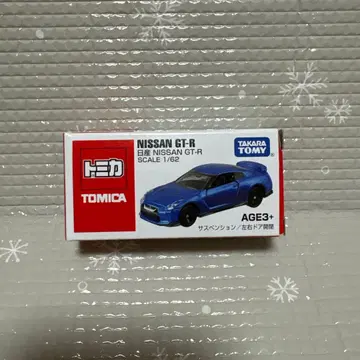 NISSAN GT-R
日産 NISSAN GT-R
SCALE 1/62
TAKARA
TOMY
トミカ
TOMICA
AGE3+
サスペンション/左右ドア開閉